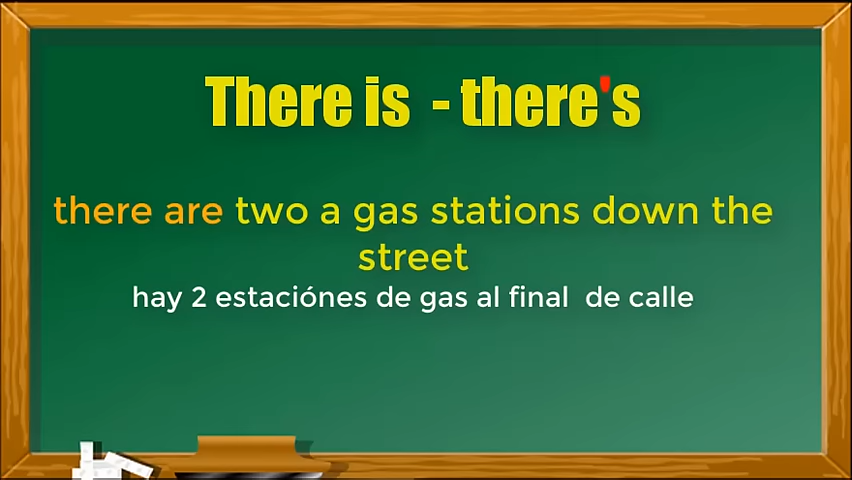 There is - there's
there are two a gas stations down the
street
hay 2 estaciónes de gas al final de calle